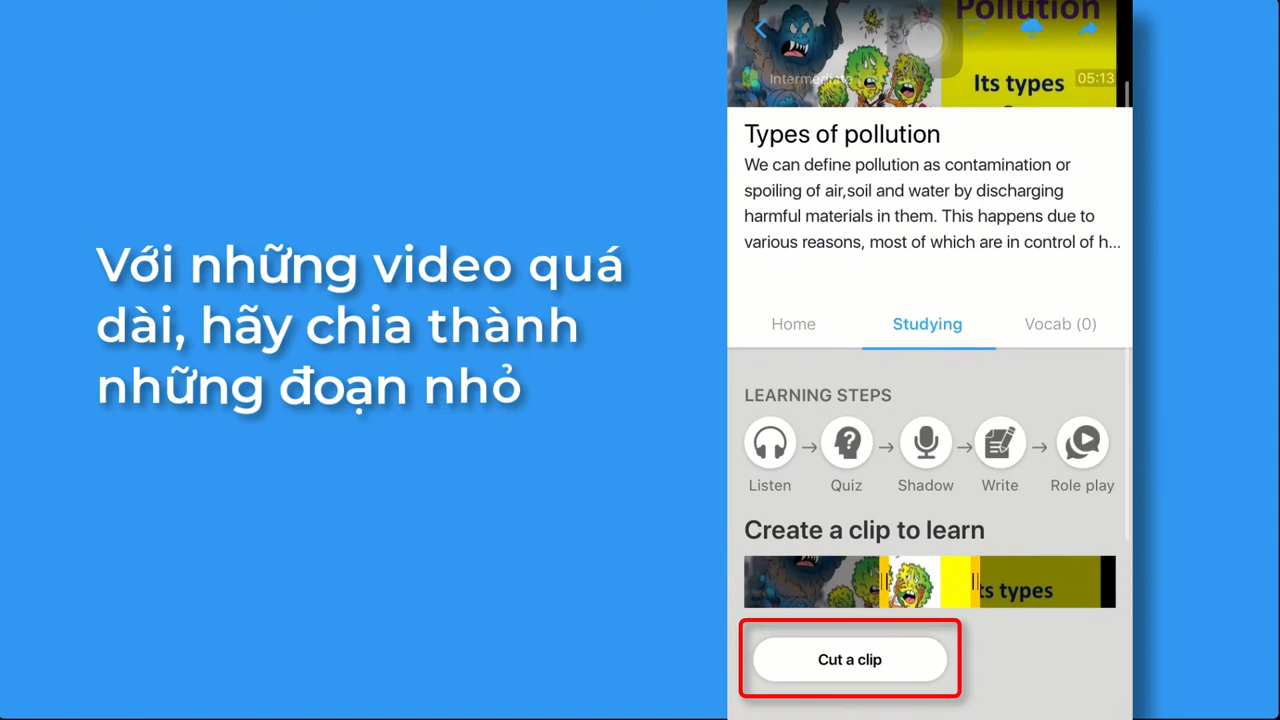 Với những video quá
dài, hãy chia thành
những đoạn nhỏ
Pollution
Intermediate
Its types
05:13
Types of pollution
We can define pollution as contamination or
spoiling of air,soil and water by discharging
harmful materials in them. This happens due to
various reasons, most of which are in control of h...
Home
Studying
Vocab (0)
LEARNING STEPS
Listen
Quiz
Shadow
Write
Role play
Create a clip to learn
ts types
Cut a clip